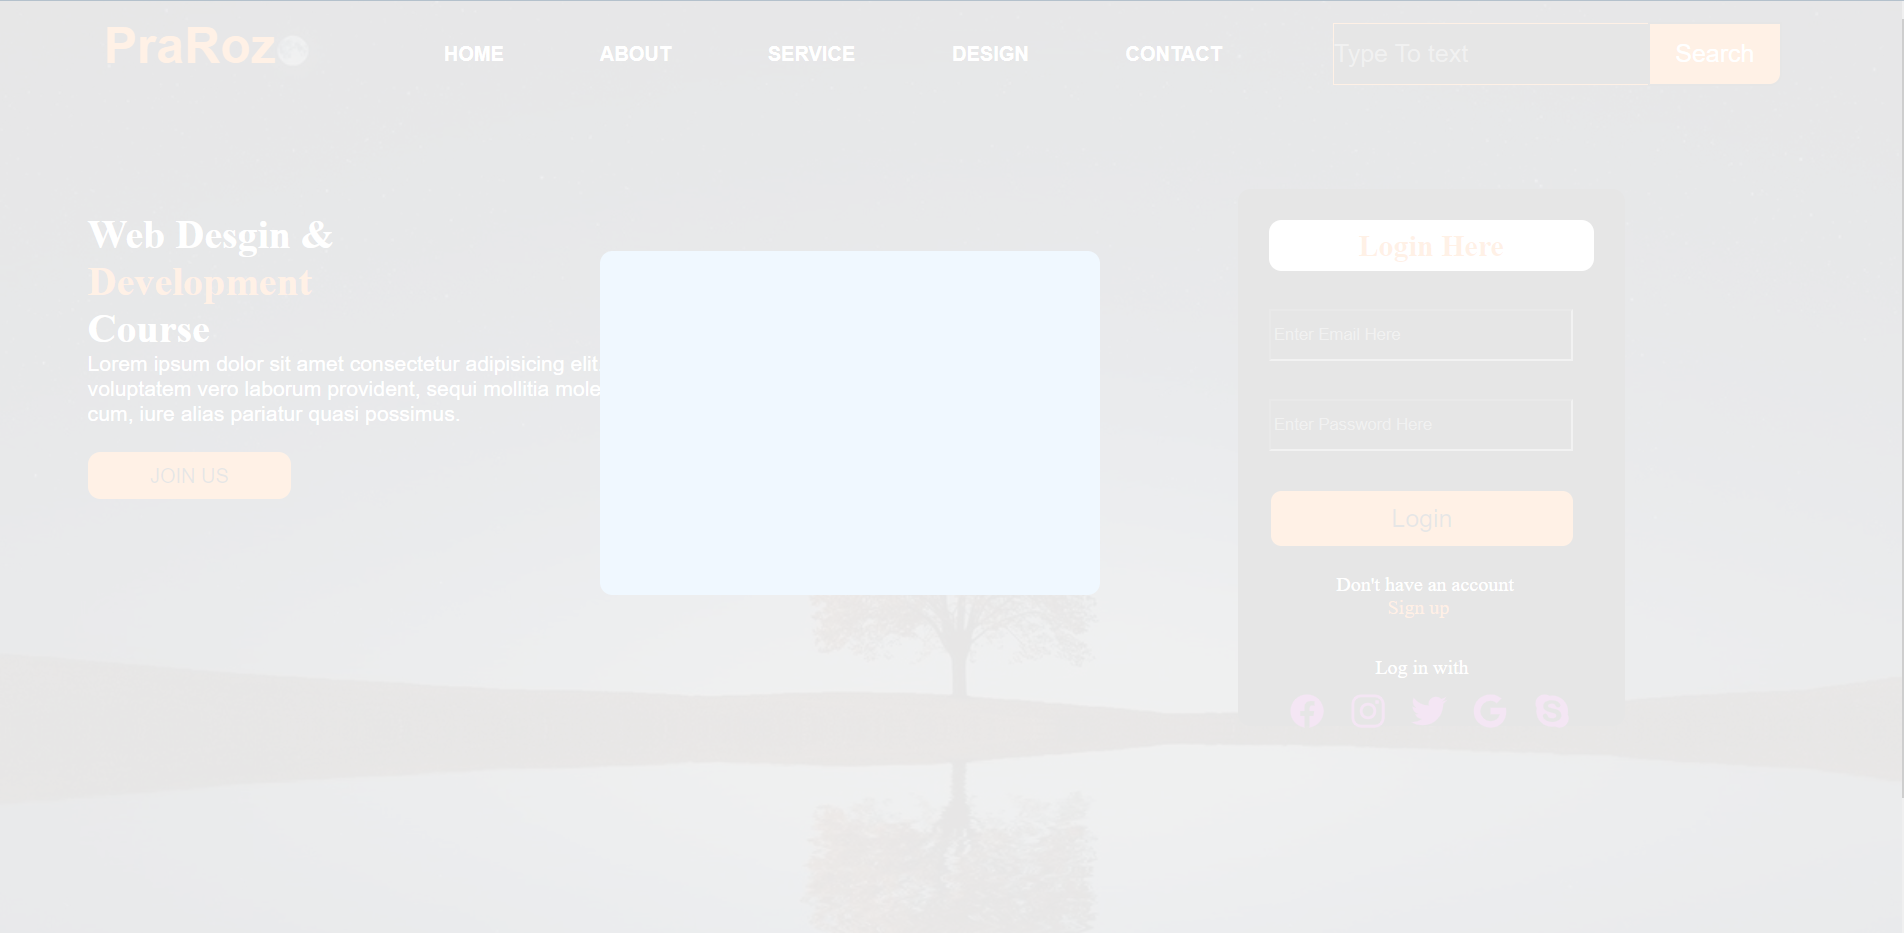 PraRoz
HOME ABOUT SERVICE DESIGN CONTACT
Type To text Search
Web Desgin &
Development
Course
Lorem ipsum dolor sit amet consectetur adipisicing elit
voluptatem vero laborum provident, sequi mollitia mole
cum, iure alias pariatur quasi possimus.
JOIN US
Login Here
Enter Email Here
Enter Password Here
Login
Don't have an account
Sign up
Log in with